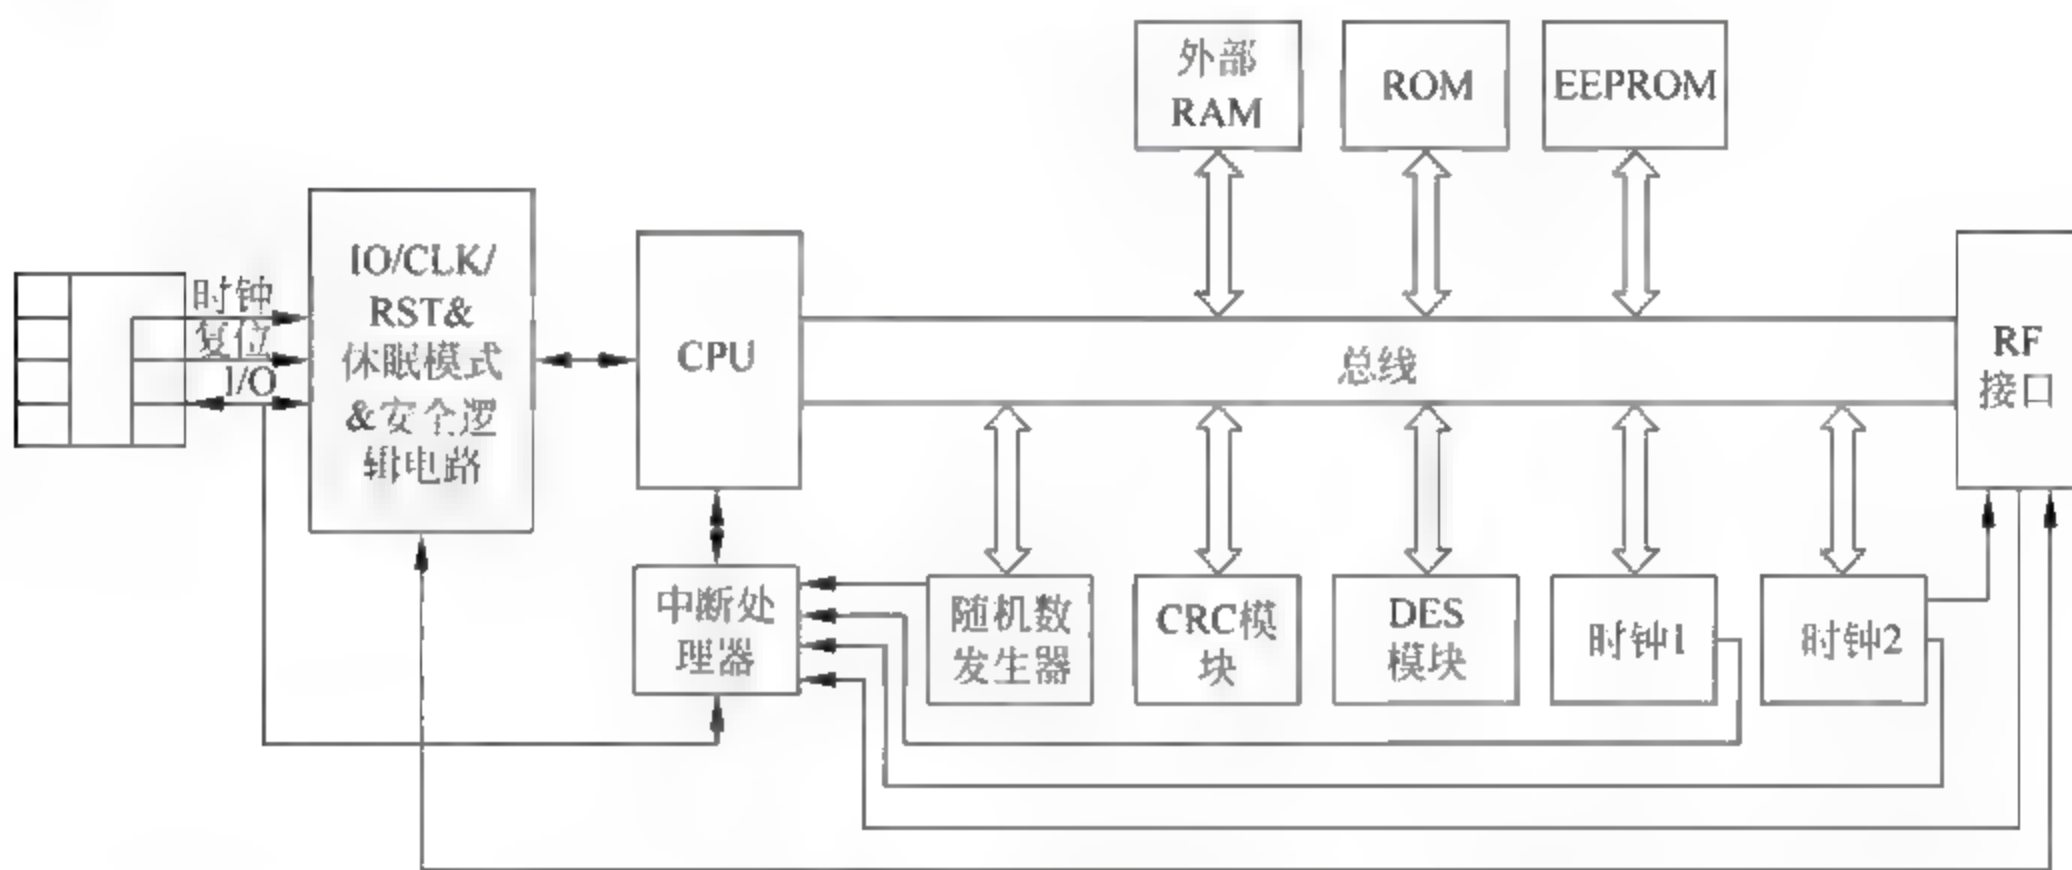 外部
RAM
ROM
EEPROM
时钟
复位
I/O
IO/CLK/
RST&
休眠模式
&安全逻
辑电路
CPU
总线
RF
接口
中断处
理器
随机数
发生器
CRC模
块
DES
模块
时钟1
时钟2